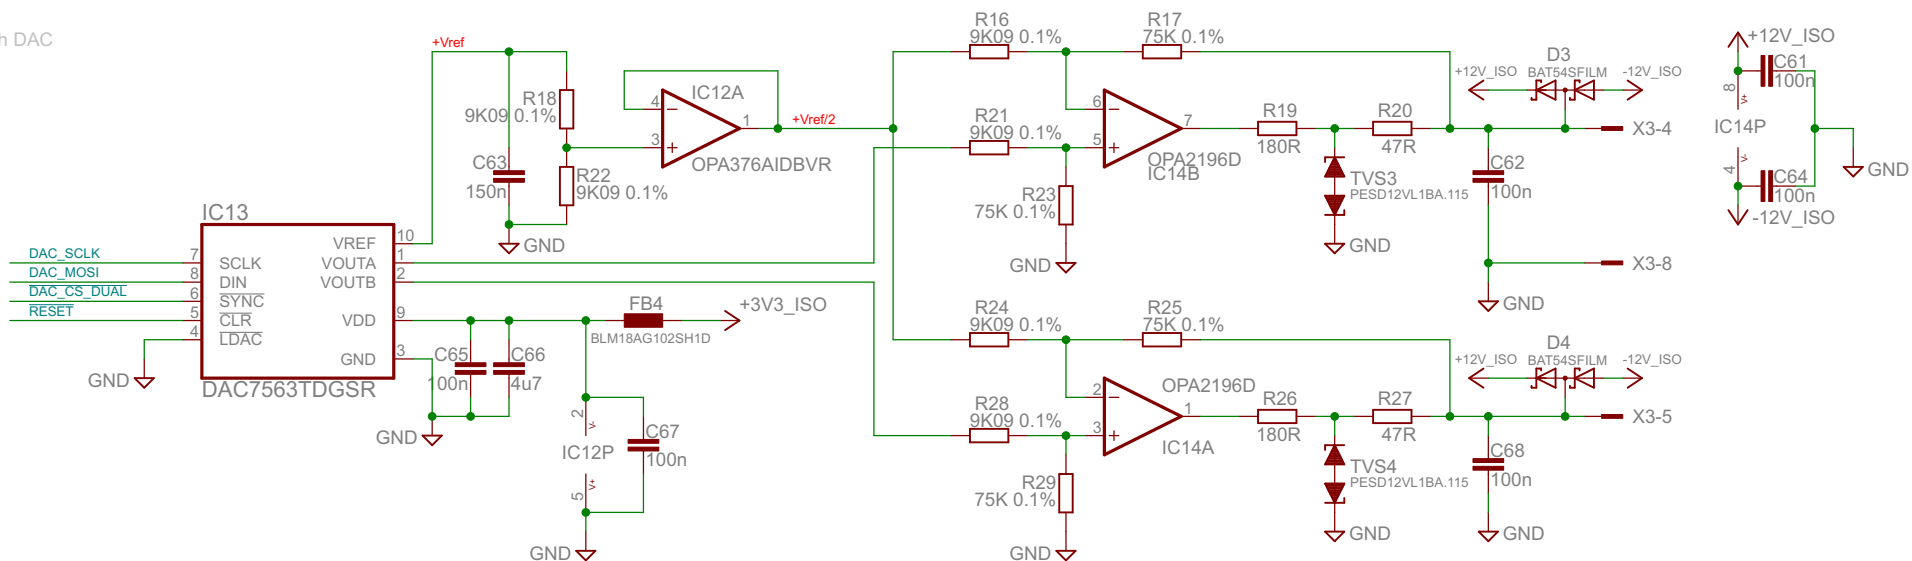 h DAC
+Vref
R18
9K09 0.1%
C63
150n
R22
9K09 0.1%
GND
IC12A
4
3
1
OPA376AIDBVR
+Vref/2
IC13
DAC_SCLK
DAC_MOSI
DAC_CS_DUAL
RESET
7
8
6
5
4
SCLK
DIN
SYNC
CLR
LDAC
VREF
VOUTA
VOUTB
VDD
GND
10
1
2
9
3
DAC7563TDGSR
GND
FB4
BLM18AG102SH1D
+3V3_ISO
C65
100n
C66
4u7
GND
2
V-
IC12P
5
V+
C67
100n
GND
R16
9K09 0.1%
R17
75K 0.1%
R21
9K09 0.1%
R23
75K 0.1%
GND
6
5
7
OPA2196D
IC14B
R19
180R
R20
47R
TVS3
PESD12VL1BA.115
GND
D3
BAT54SFILM
+12V_ISO
-12V_ISO
C62
100n
X3-4
X3-8
GND
R24
9K09 0.1%
R25
75K 0.1%
R28
9K09 0.1%
R29
75K 0.1%
GND
2
3
1
OPA2196D
IC14A
R26
180R
R27
47R
TVS4
PESD12VL1BA.115
GND
D4
BAT54SFILM
+12V_ISO
-12V_ISO
C68
100n
X3-5
GND
+12V_ISO
C61
100n
8
V+
IC14P
4
V-
C64
100n
-12V_ISO
GND